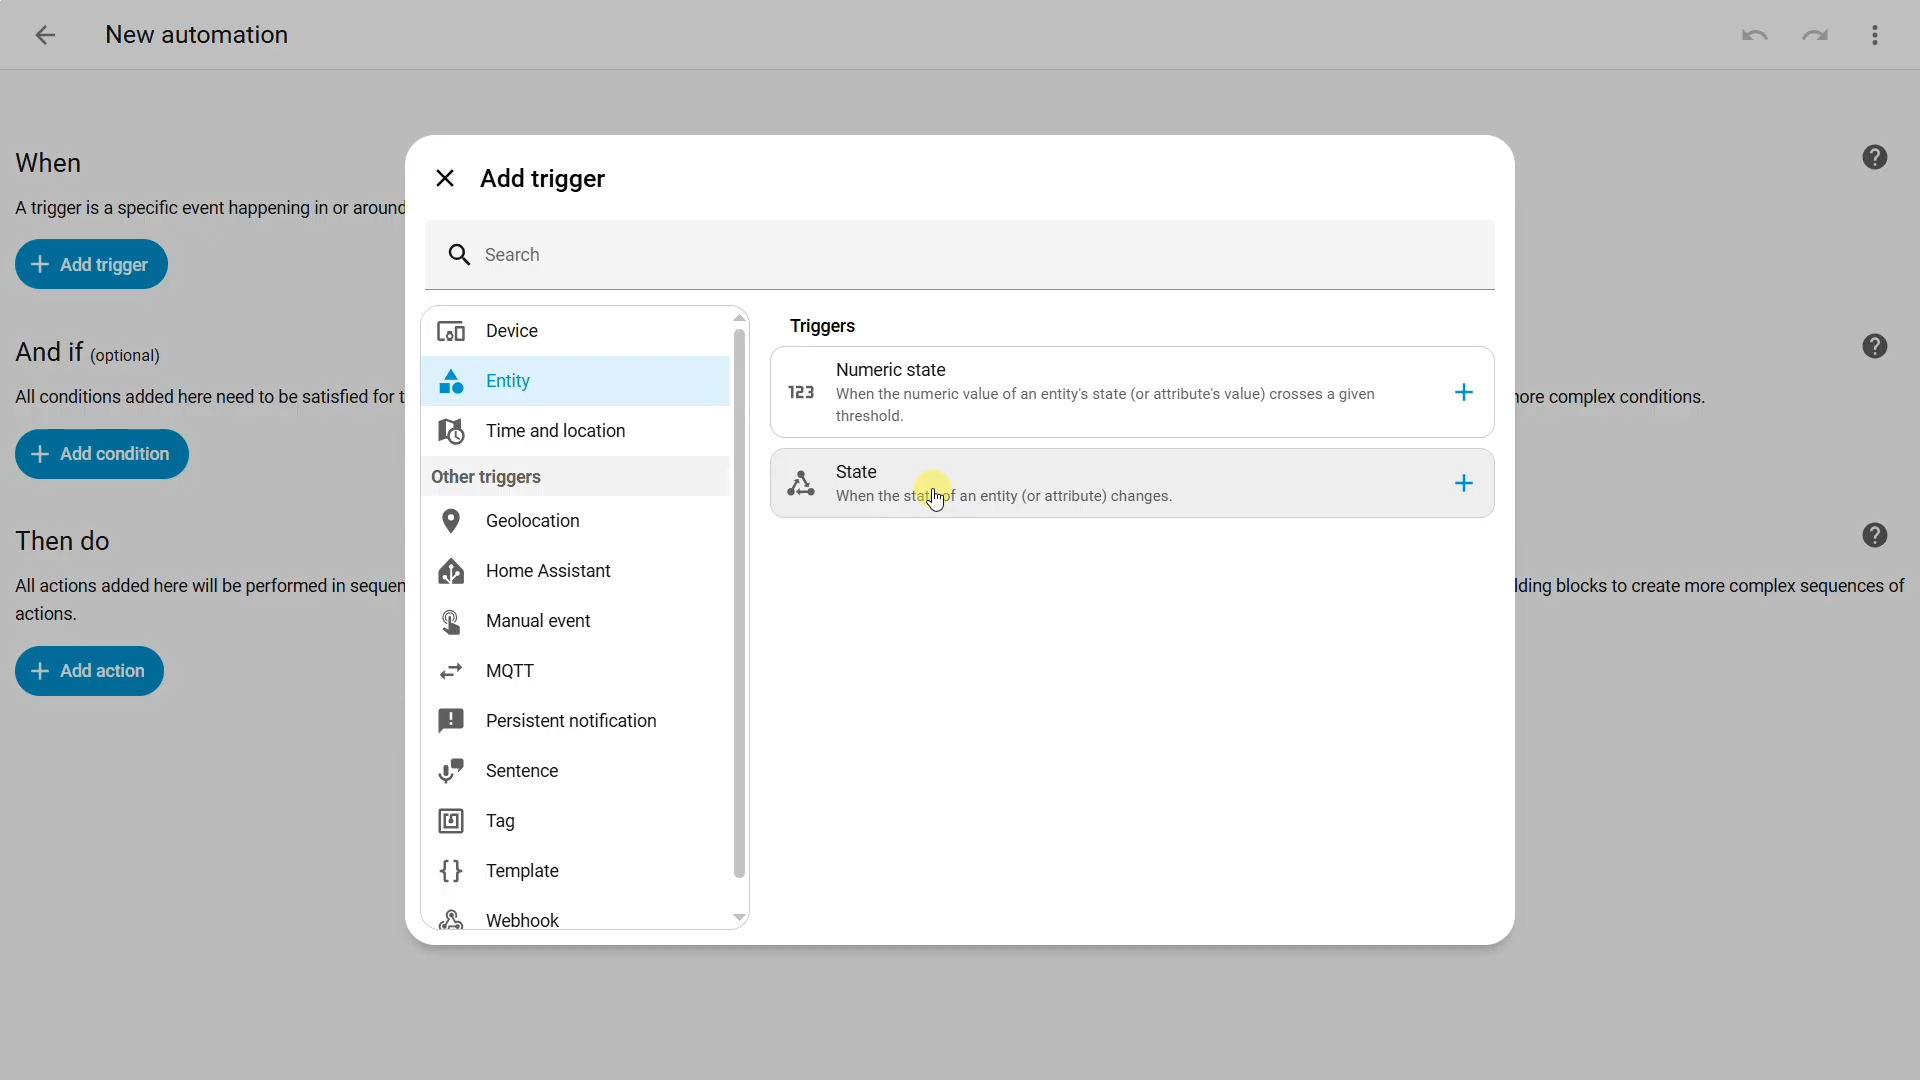 New automation
When
A trigger is a specific event happening in or around
Add trigger
And if (optional)
All conditions added here need to be satisfied for t
ore complex conditions.
Add condition
Then do
All actions added here will be performed in sequen
lding blocks to create more complex sequences of
actions.
Add action
Add trigger
Search
Device
Entity
Time and location
Other triggers
Geolocation
Home Assistant
Manual event
MQTT
Persistent notification
Sentence
Tag
Template
Webhook
Triggers
123
Numeric state
When the numeric value of an entity's state (or attribute's value) crosses a given
threshold.
State
When the state of an entity (or attribute) changes.